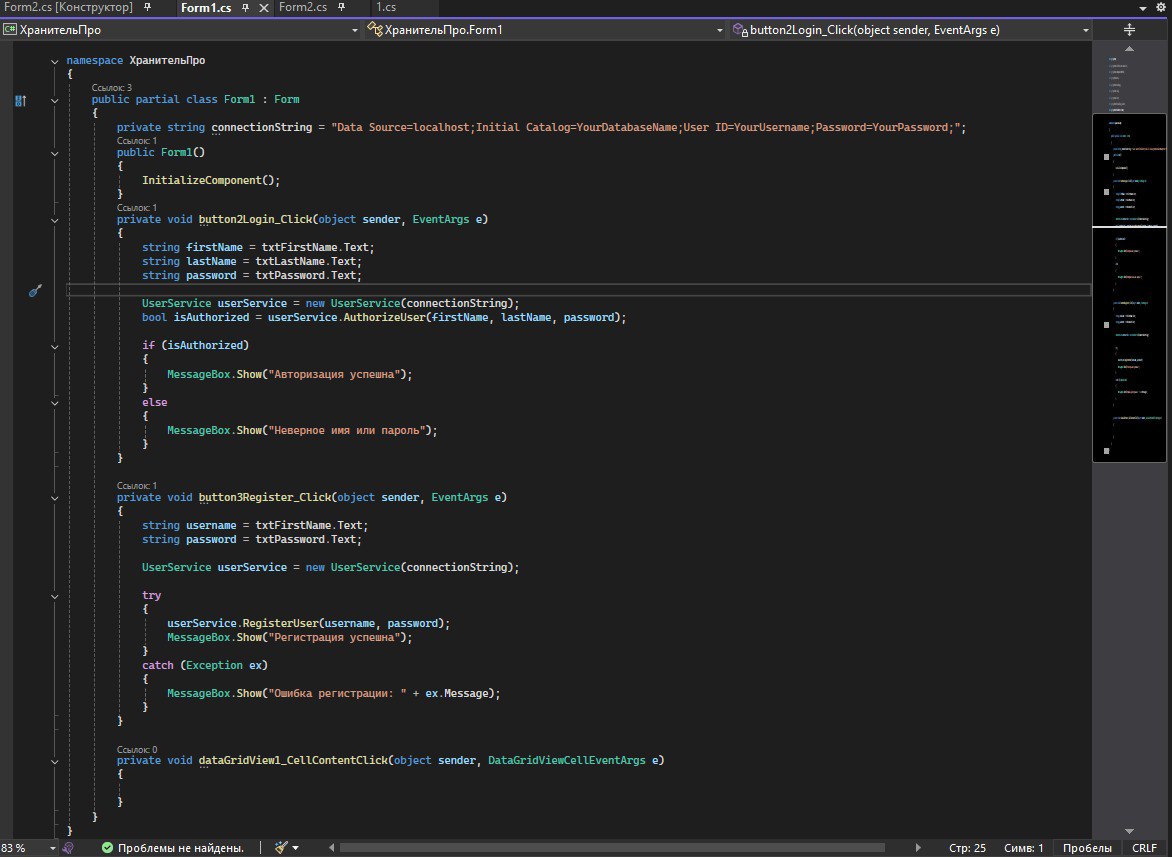 Form2.cs [Конструктор]
Form1.cs
Form2.cs
1.cs
C# ХранительПро
ХранительПро.Form1
button2Login_Click(object sender, EventArgs e)
namespace ХранительПро
{
Ссылок: 3
public partial class Form1 : Form
{
private string connectionString = "Data Source=localhost;Initial Catalog=YourDatabaseName;User ID=YourUsername;Password=YourPassword;";
Ссылок: 1
public Form1()
{
InitializeComponent();
}
Ссылок: 1
private void button2Login_Click(object sender, EventArgs e)
{
string firstName = txtFirstName.Text;
string lastName = txtLastName.Text;
string password = txtPassword.Text;
UserService userService = new UserService(connectionString);
bool isAuthorized = userService.AuthorizeUser(firstName, lastName, password);
if (isAuthorized)
{
MessageBox.Show("Авторизация успешна");
}
else
{
MessageBox.Show("Неверное имя или пароль");
}
}
Ссылок: 1
private void button3Register_Click(object sender, EventArgs e)
{
string username = txtFirstName.Text;
string password = txtPassword.Text;
UserService userService = new UserService(connectionString);
try
{
userService.RegisterUser(username, password);
MessageBox.Show("Регистрация успешна");
}
catch (Exception ex)
{
MessageBox.Show("Ошибка регистрации: " + ex.Message);
}
}
Ссылок: 0
private void dataGridView1_CellContentClick(object sender, DataGridViewCellEventArgs e)
{
}
}
}
83 %
Проблемы не найдены.
Стр: 25
Симв: 1
Пробелы
CRLF